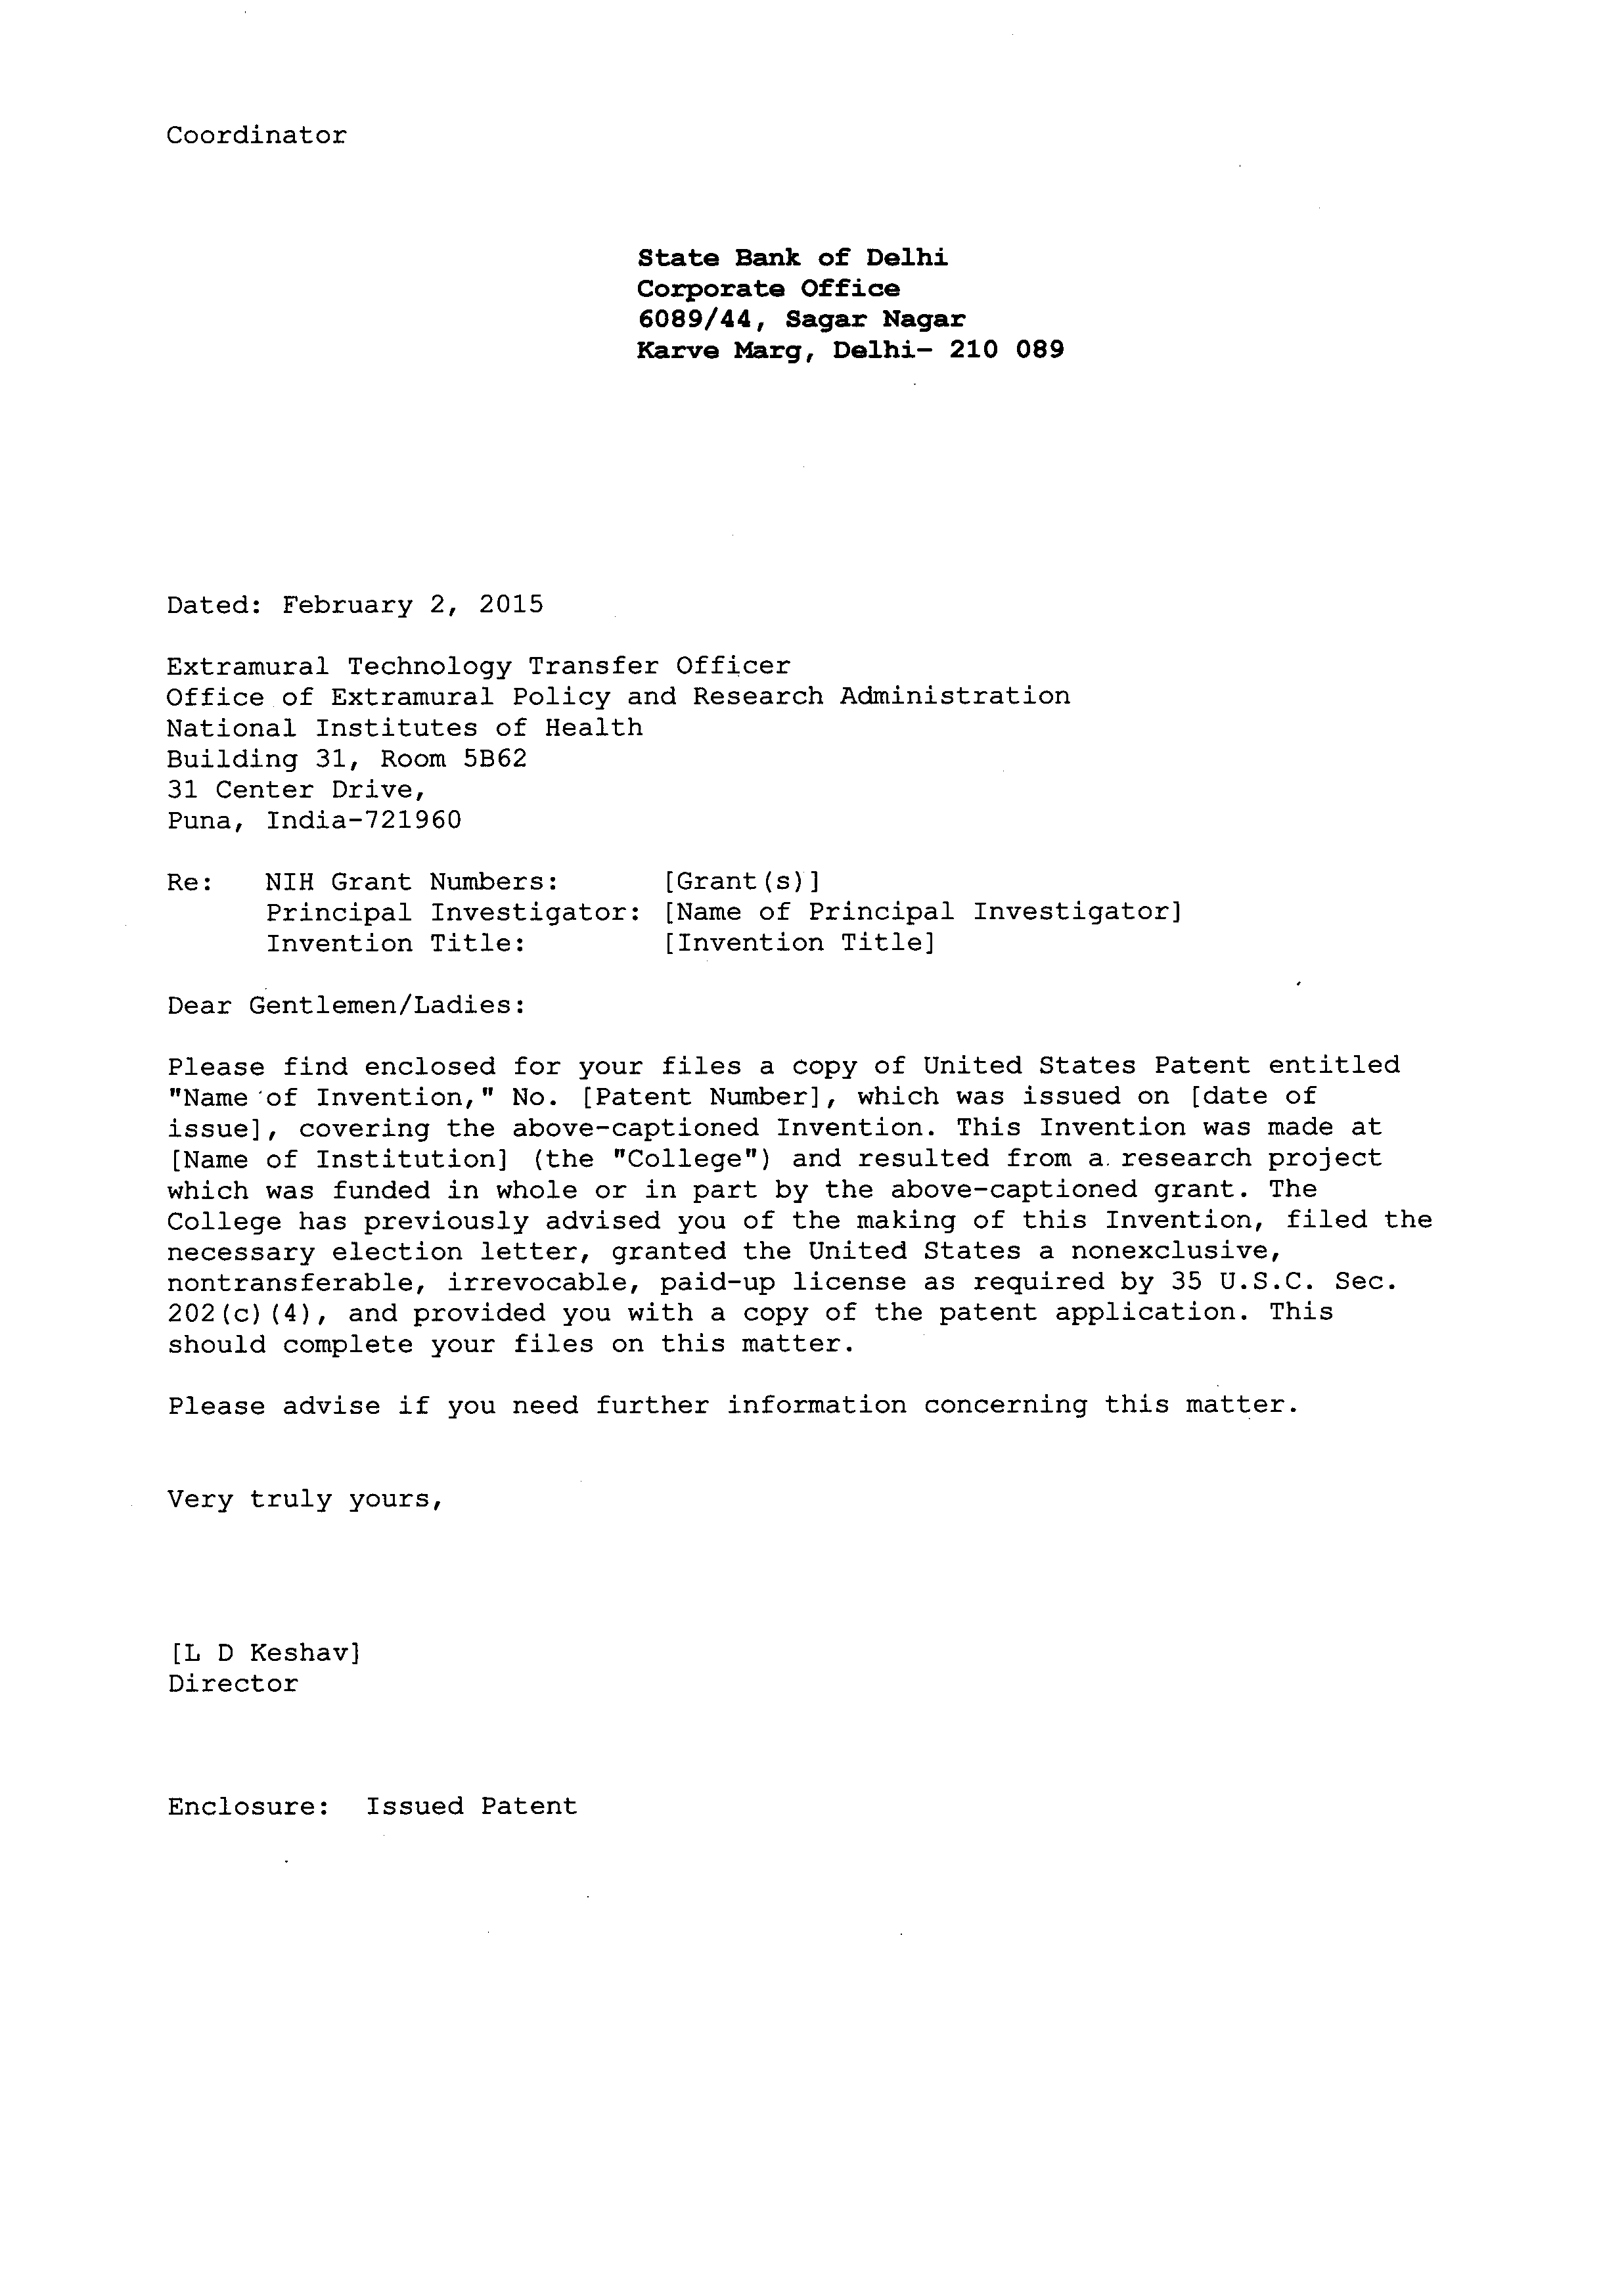 Coordinator
State Bank of Delhi
Corporate Office
6089/44, Sagar Nagar
Karve Marg, Delhi- 210 089
Dated: February 2, 2015
Extramural Technology Transfer Officer
Office of Extramural Policy and Research Administration
National Institutes of Health
Building 31, Room 5B62
31 Center Drive,
Puna, India-721960
Re: NIH Grant Numbers: [Grant(s)]
Principal Investigator: [Name of Principal Investigator]
Invention Title: [Invention Title]
Dear Gentlemen/Ladies:
Please find enclosed for your files a copy of United States Patent entitled
"Name of Invention," No. [Patent Number], which was issued on [date of
issue], covering the above-captioned Invention. This Invention was made at
[Name of Institution] (the "College") and resulted from a research project
which was funded in whole or in part by the above-captioned grant. The
College has previously advised you of the making of this Invention, filed the
necessary election letter, granted the United States a nonexclusive,
nontransferable, irrevocable, paid-up license as required by 35 U.S.C. Sec.
202(c)(4), and provided you with a copy of the patent application. This
should complete your files on this matter.
Please advise if you need further information concerning this matter.
Very truly yours,
[L D Keshav]
Director
Enclosure: Issued Patent